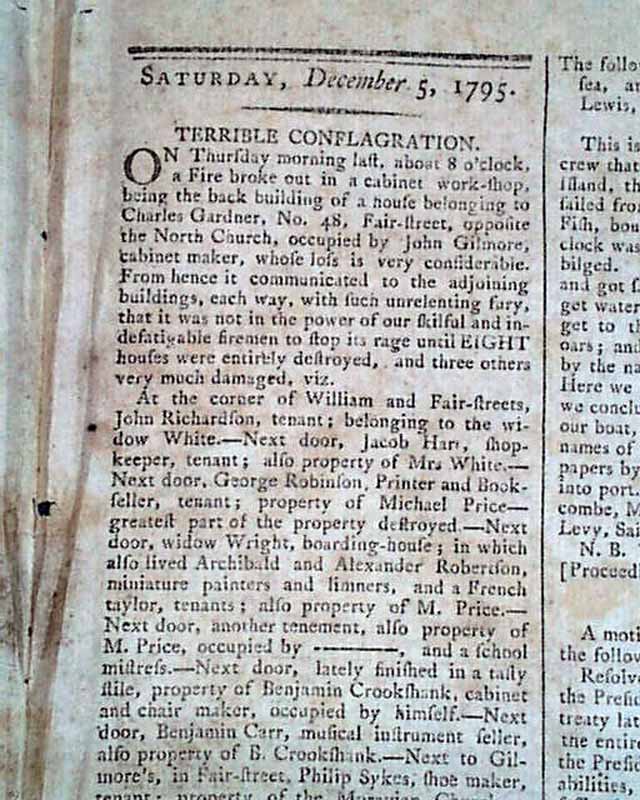 SATURDAY, December 5, 1795.
TERRIBLE CONFLAGRATION.
ON Thurſday morning laſt, about 8 o'clock,
a Fire broke out in a cabinet work-ſhop,
being the back building of a houſe belonging to
Charles Gardner, No. 48, Fair-ſtreet, oppoſite
the North Church, occupied by John Gilmore,
cabinet maker, whoſe loſs is very conſiderable.
From hence it communicated to the adjoining
buildings, each way, with ſuch unrelenting fury,
that it was not in the power of our ſkilful and in-
defatigable firemen to ſtop its rage until EIGHT
houſes were entirely deſtroyed, and three others
very much damaged, viz.
At the corner of William and Fair-ſtreets,
John Richardſon, tenant; belonging to the wi-
dow White.—Next door, Jacob Hart, ſhop-
keeper, tenant; alſo property of Mrs White.—
Next door, George Robinſon, Printer and Book-
ſeller, tenant; property of Michael Price—
greateſt part of the property deſtroyed.—Next
door, widow Wright, boarding-houſe; in which
alſo lived Archibald and Alexander Robertſon,
miniature painters and limners, and a French
taylor, tenants; alſo property of M. Price.—
Next door, another tenement, alſo property of
M. Price, occupied by ————, and a ſchool
miſtreſs.—Next door, lately finiſhed in a taſty
ſtile, property of Benjamin Crookſhank, cabinet
and chair maker, occupied by himſelf.—Next
door, Benjamin Carr, muſical inſtrument ſeller,
alſo property of B. Crookſhank.—Next to Gil-
more's, in Fair-ſtreet, Philip Sykes, ſhoe maker,
tenant; property of the Moravian Church
The follow
ſea, an
Lewis,
This is
crew that
iſland, th
ſailed from
Fiſh, bou
clock was
bilged.
and got ſ
get water
get to th
oars; and
by the na
Here we
we conclu
our boat,
names of
papers by
into port.
combe, M
Levy, Sa
N. B.
[Proceed
A moti
the follow
Reſolve
the Preſid
treaty lat
the entire
the Preſid
abilities,